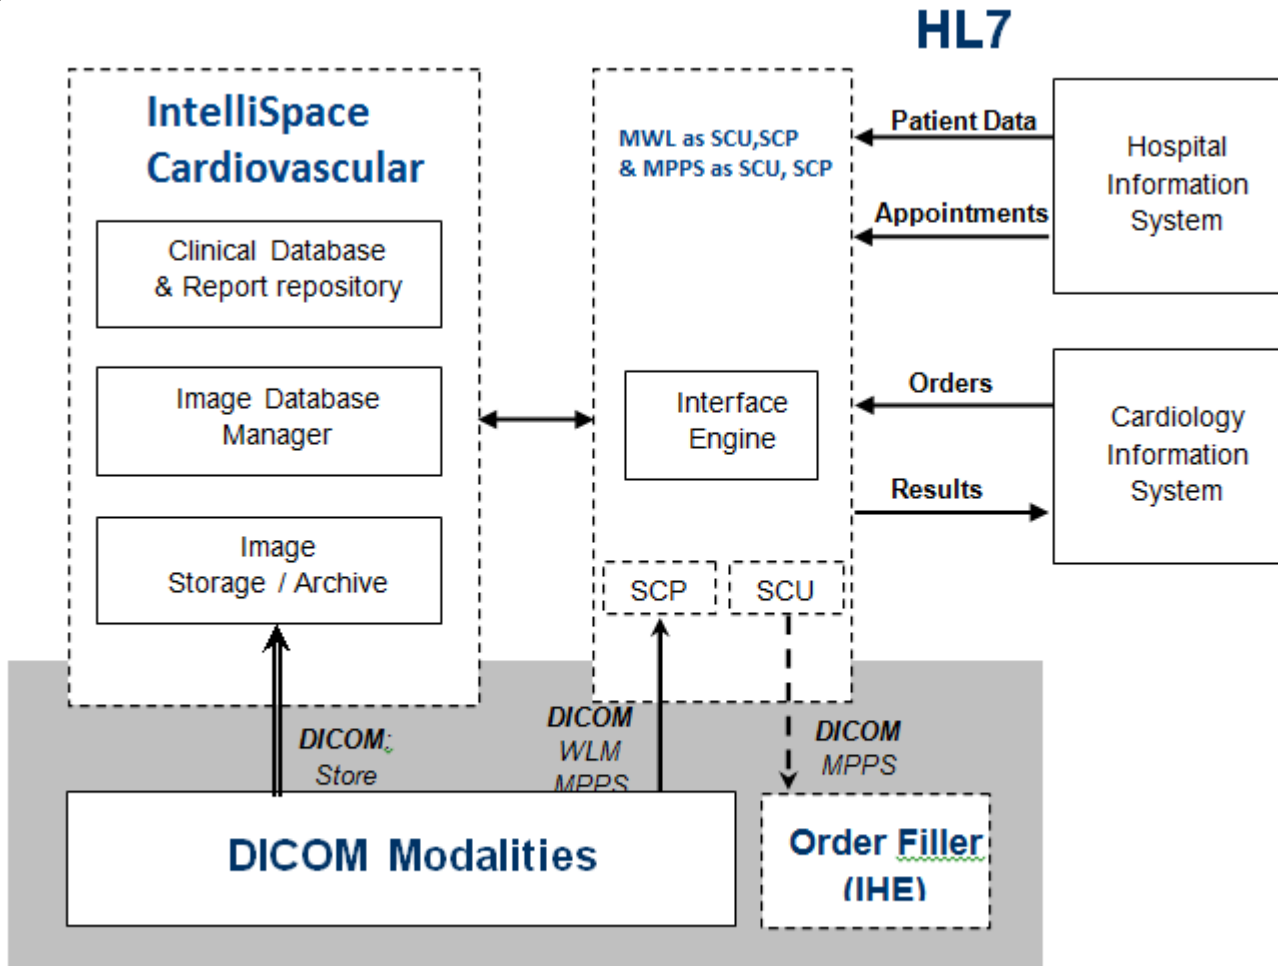 HL7
IntelliSpace
Cardiovascular
Clinical Database
& Report repository
Image Database
Manager
Image
Storage / Archive
MWL as SCU,SCP
& MPPS as SCU, SCP
Interface
Engine
SCP
SCU
Patient Data
Appointments
Hospital
Information
System
Orders
Results
Cardiology
Information
System
DICOM:
Store
DICOM
WLM
MPPS
DICOM
MPPS
DICOM Modalities
Order Filler
(IHE)